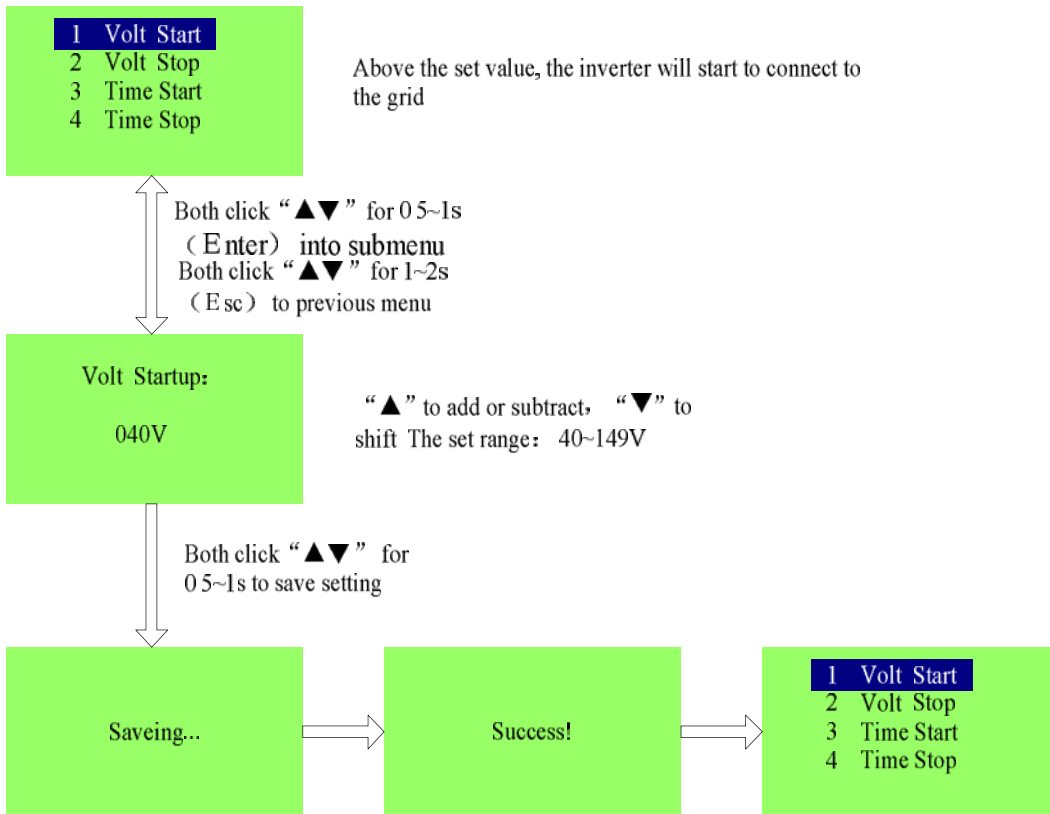 1 Volt Start
2 Volt Stop
3 Time Start
4 Time Stop
Above the set value, the inverter will start to connect to
the grid
Both click “▲▼” for 0 5~1s
（Enter） into submenu
Both click “▲▼” for 1~2s
（Esc） to previous menu
Volt Startup:
040V
“▲” to add or subtract, “▼” to
shift The set range: 40~149V
Both click “▲▼” for
0 5~1s to save setting
Saveing...
Success!
1 Volt Start
2 Volt Stop
3 Time Start
4 Time Stop